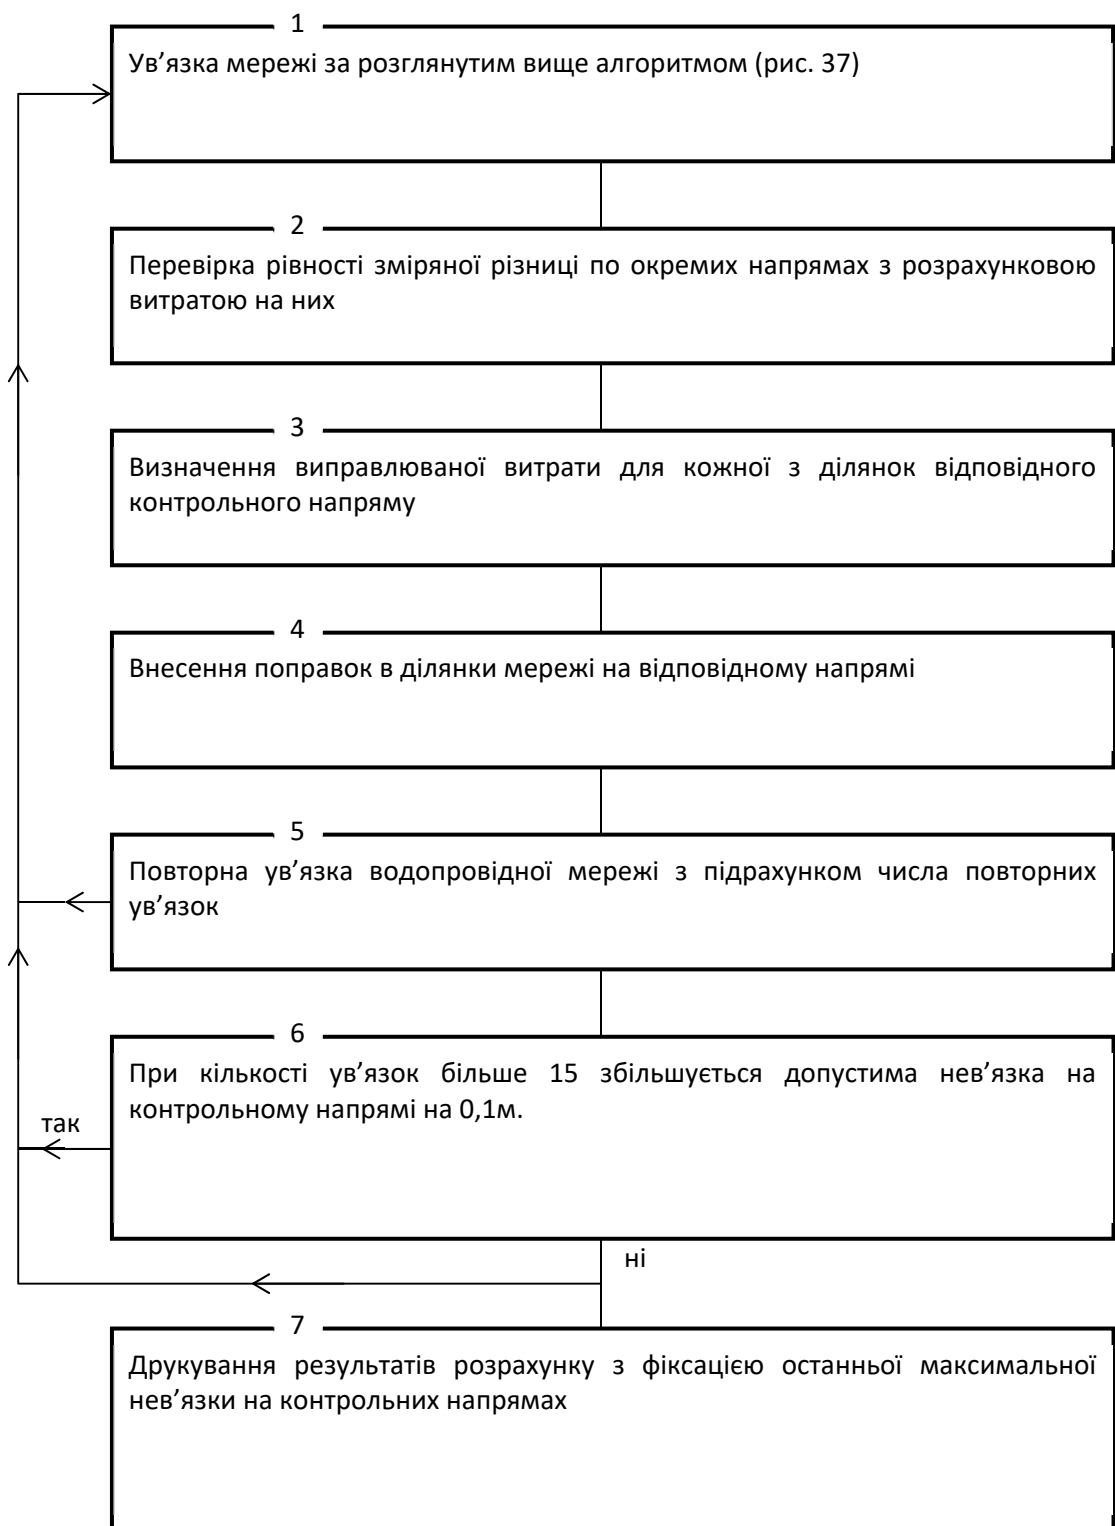 1
Ув’язка мережі за розглянутим вище алгоритмом (рис. 37)
2
Перевірка рівності зміряної різниці по окремих напрямах з розрахунковою
витратою на них
3
Визначення виправлюваної витрати для кожної з ділянок відповідного
контрольного напряму
4
Внесення поправок в ділянки мережі на відповідному напрямі
5
Повторна ув’язка водопровідної мережі з підрахунком числа повторних
ув’язок
6
При кількості ув’язок більше 15 збільшується допустима нев’язка на
контрольному напрямі на 0,1м.
так
ні
7
Друкування результатів розрахунку з фіксацією останньої максимальної
нев’язки на контрольних напрямах